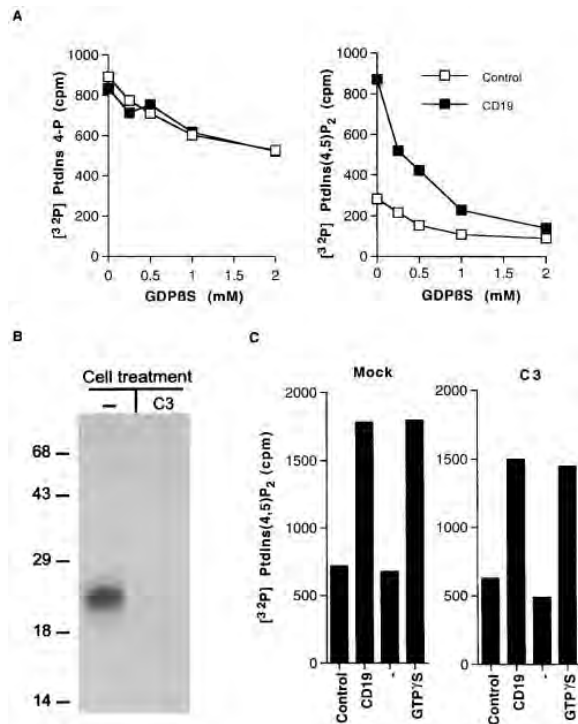 A
[³²P] PtdIns 4-P (cpm)
1000
800
600
400
200
0
0 0.5 1 1.5 2
GDPßS (mM)
[³²P] PtdIns(4,5)P₂ (cpm)
1000
800
600
400
200
0
0 0.5 1 1.5 2
GDPßS (mM)
Control
CD19
B
Cell treatment
– C3
68
43
29
18
14
C
Mock
[³²P] PtdIns(4,5)P₂ (cpm)
2000
1500
1000
500
0
Control
CD19
-
GTPγS
C3
2000
1500
1000
500
0
Control
CD19
-
GTPγS